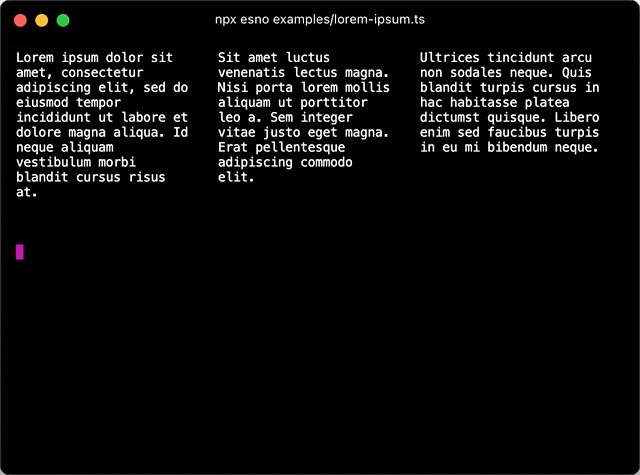 npx esno examples/lorem-ipsum.ts
Lorem ipsum dolor sit
amet, consectetur
adipiscing elit, sed do
eiusmod tempor
incididunt ut labore et
dolore magna aliqua. Id
neque aliquam
vestibulum morbi
blandit cursus risus
at.
Sit amet luctus
venenatis lectus magna.
Nisi porta lorem mollis
aliquam ut porttitor
leo a. Sem integer
vitae justo eget magna.
Erat pellentesque
adipiscing commodo
elit.
Ultrices tincidunt arcu
non sodales neque. Quis
blandit turpis cursus in
hac habitasse platea
dictumst quisque. Libero
enim sed faucibus turpis
in eu mi bibendum neque.